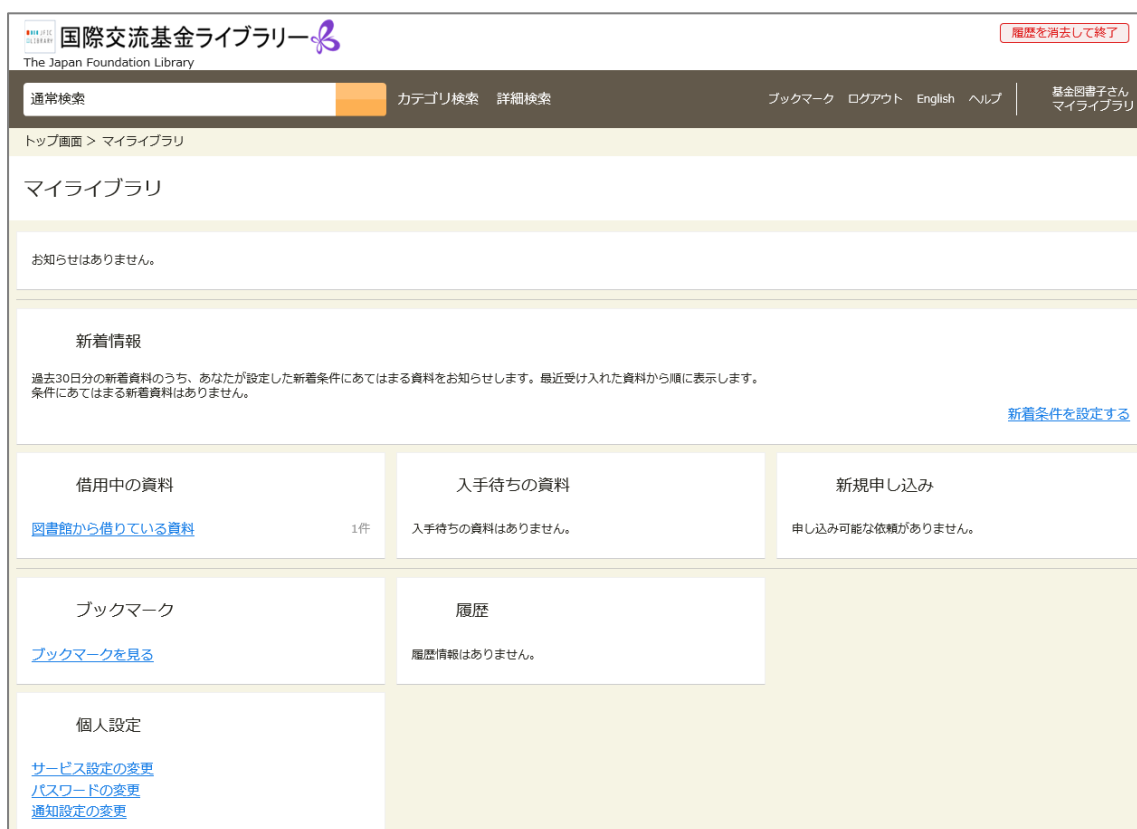 国際交流基金ライブラリー
The Japan Foundation Library
履歴を消去して終了
通常検索
カテゴリ検索 詳細検索
ブックマーク ログアウト English ヘルプ
基金図書子さん
マイライブラリ
トップ画面 > マイライブラリ
マイライブラリ
お知らせはありません。
新着情報
過去30日分の新着資料のうち、あなたが設定した新着条件にあてはまる資料をお知らせします。最近受け入れた資料から順に表示します。
条件にあてはまる新着資料はありません。
新着条件を設定する
借用中の資料
図書館から借りている資料 1件
入手待ちの資料
入手待ちの資料はありません。
新規申し込み
申し込み可能な依頼がありません。
ブックマーク
ブックマークを見る
履歴
履歴情報はありません。
個人設定
サービス設定の変更
パスワードの変更
通知設定の変更